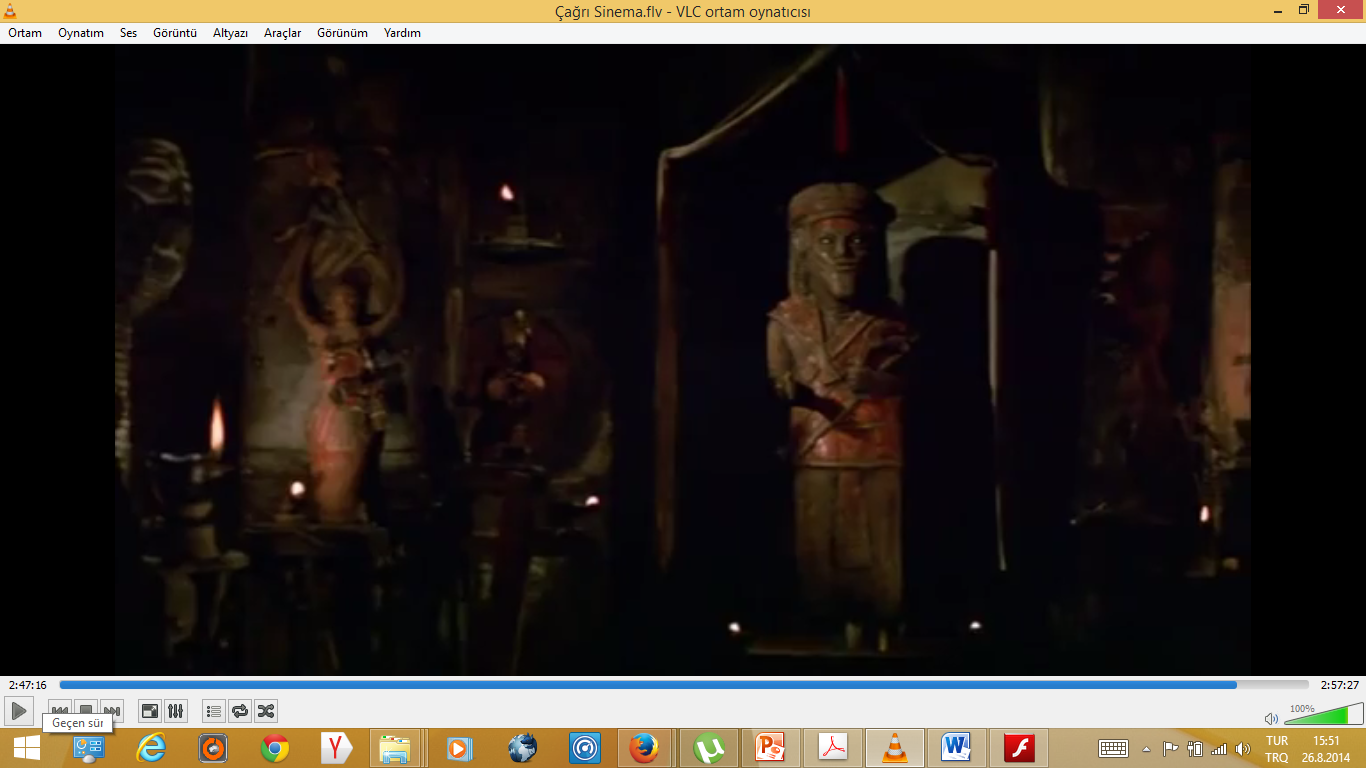 Çağrı Sinema.flv - VLC ortam oynatıcısı
Ortam Oynatım Ses Görüntü Altyazı Araçlar Görünüm Yardım
2:47:16 2:57:27
Geçen sür
100%
TUR 15:51
TRQ 26.8.2014